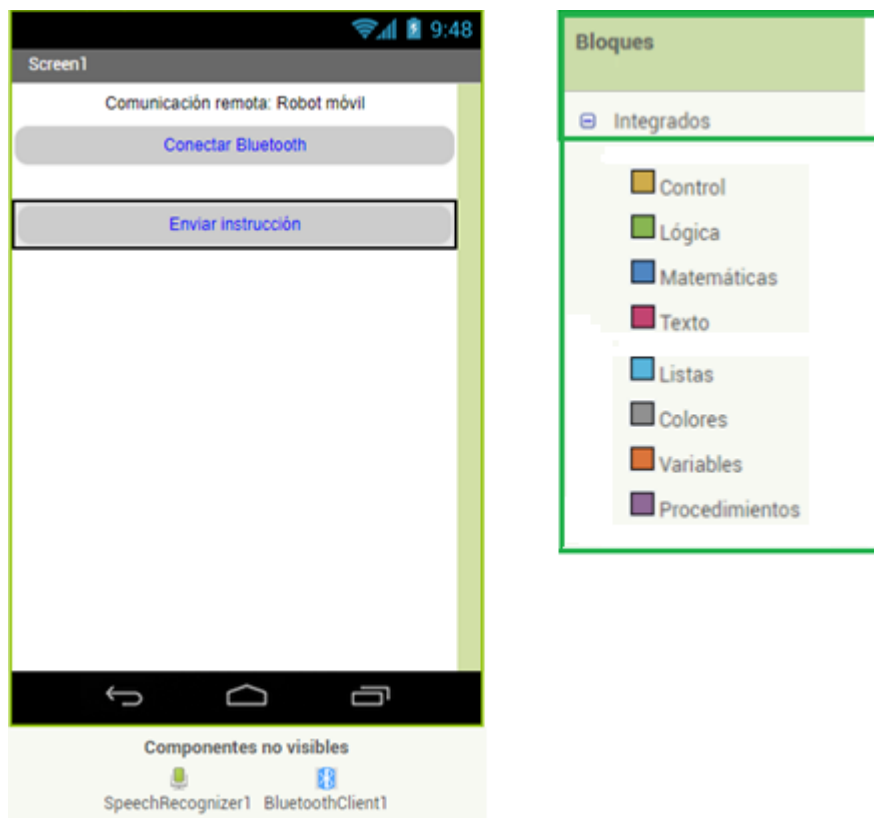 9:48
Screen1
Comunicación remota: Robot móvil
Conectar Bluetooth
Enviar instrucción
Componentes no visibles
SpeechRecognizer1 BluetoothClient1
Bloques
Integrados
Control
Lógica
Matemáticas
Texto
Listas
Colores
Variables
Procedimientos